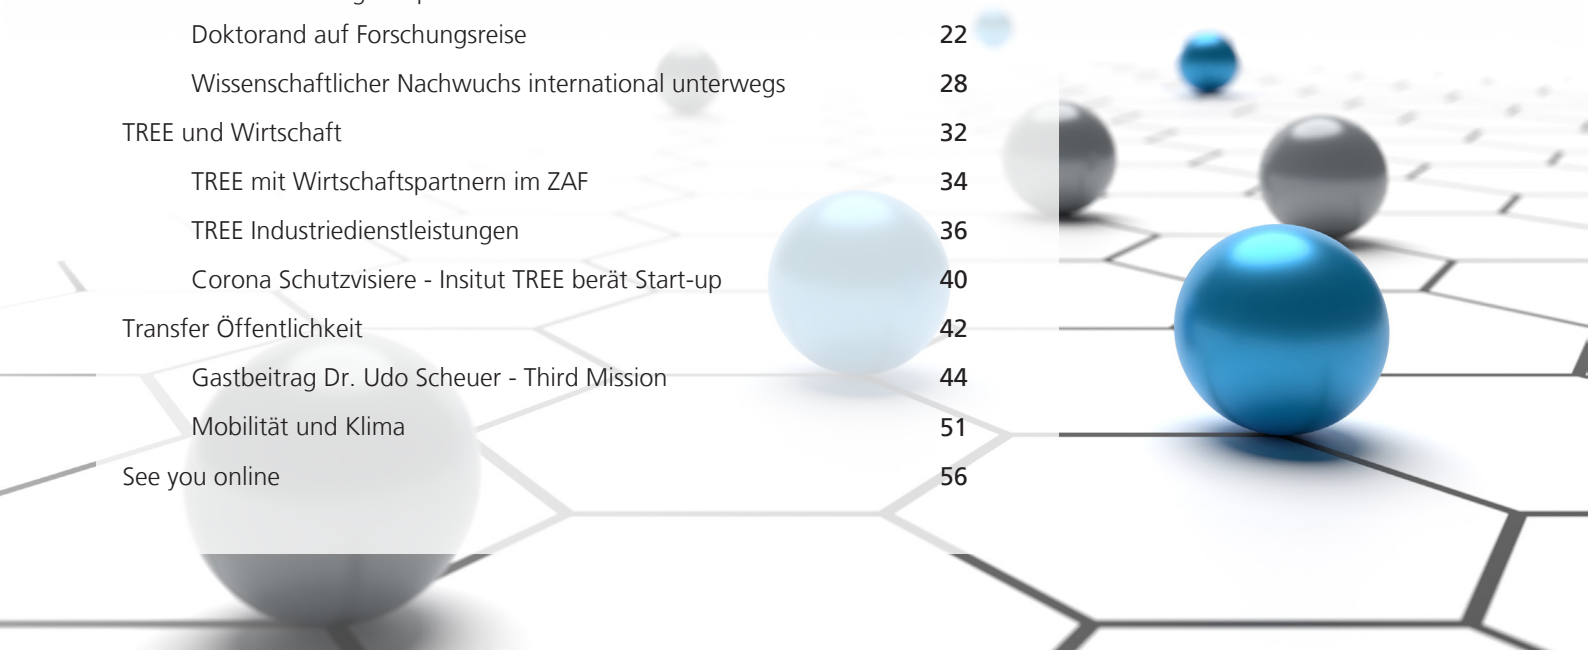 Doktorand auf Forschungsreise 22
Wissenschaftlicher Nachwuchs international unterwegs 28
TREE und Wirtschaft 32
TREE mit Wirtschaftspartnern im ZAF 34
TREE Industriedienstleistungen 36
Corona Schutzvisiere - Insitut TREE berät Start-up 40
Transfer Öffentlichkeit 42
Gastbeitrag Dr. Udo Scheuer - Third Mission 44
Mobilität und Klima 51
See you online 56